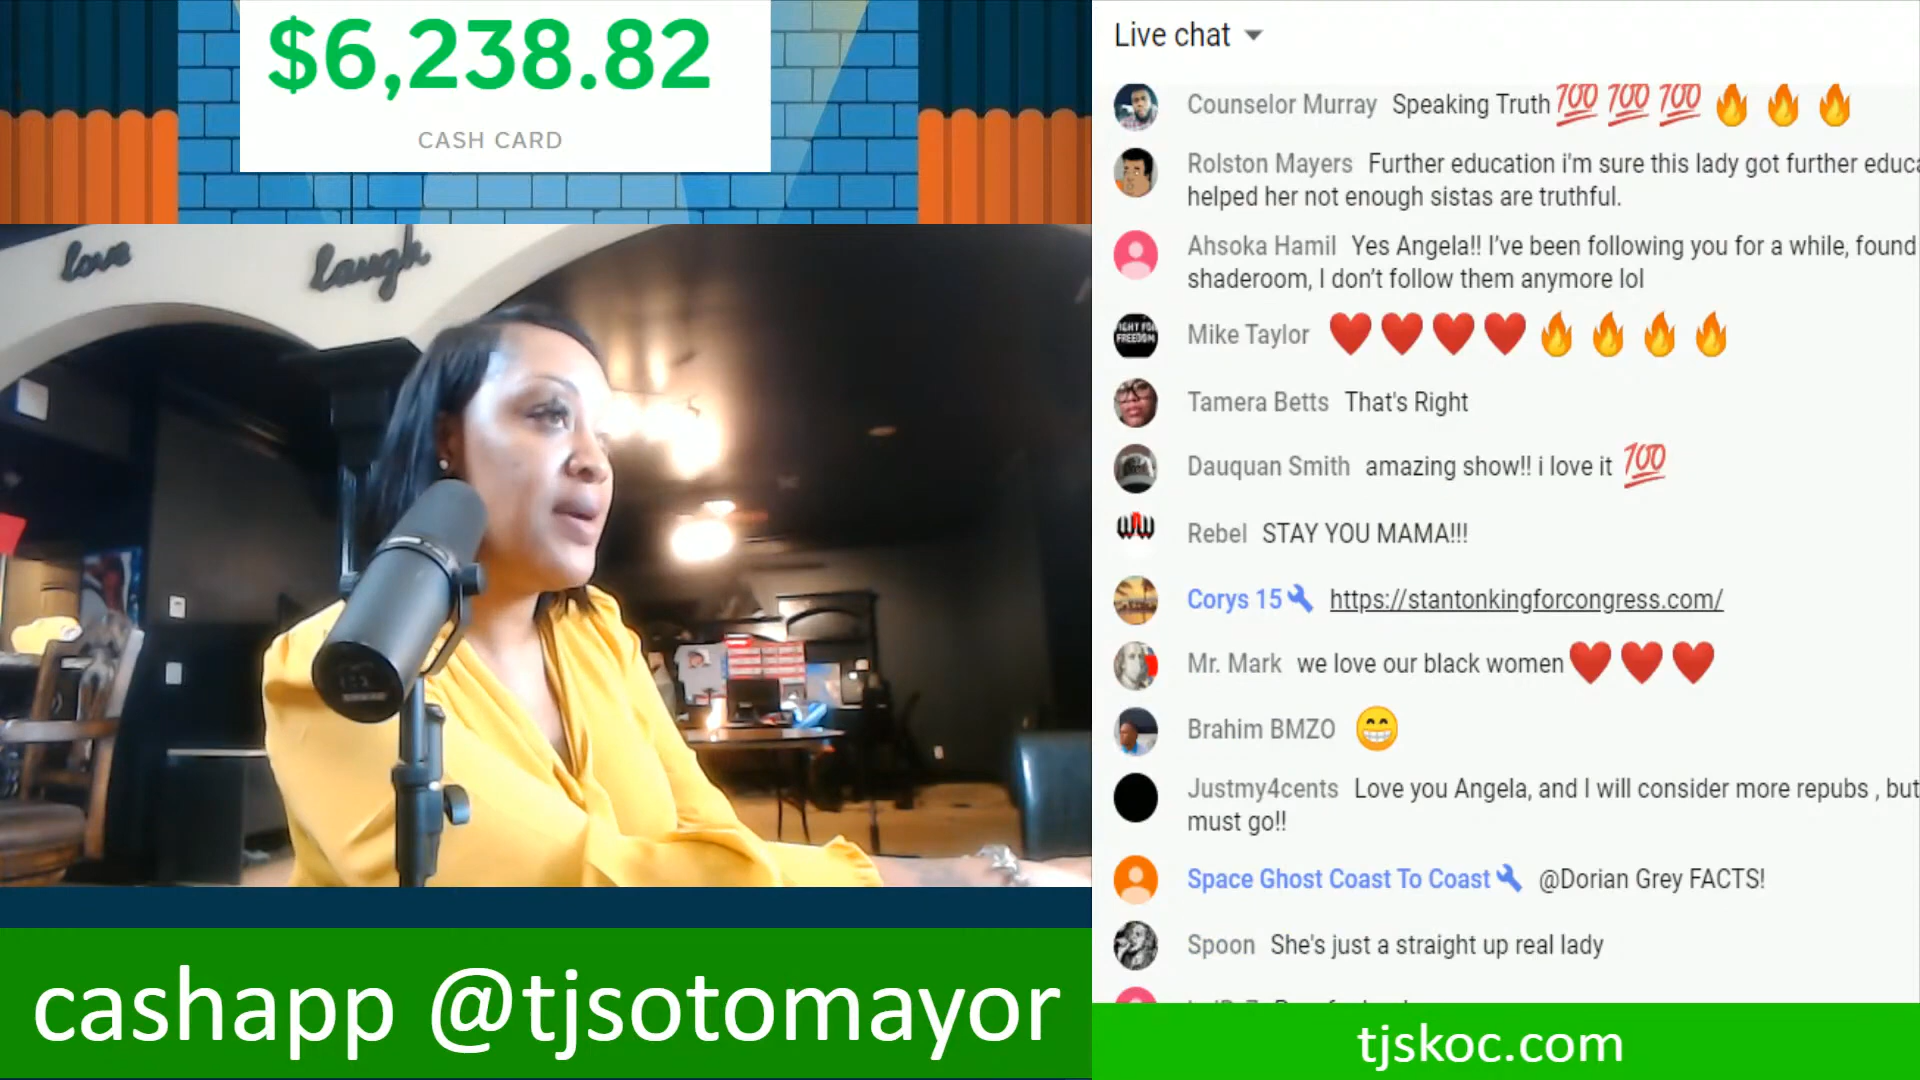 $6,238.82
CASH CARD
love
laugh
cashapp @tjsotomayor
Live chat
Counselor Murray Speaking Truth💯💯💯🔥🔥🔥
Rolston Mayers Further education i'm sure this lady got further educa
helped her not enough sistas are truthful.
Ahsoka Hamil Yes Angela!! I’ve been following you for a while, found
shaderoom, I don’t follow them anymore lol
FIGHT FOR
FREEDOM
Mike Taylor ❤️❤️❤️❤️🔥🔥🔥🔥
Tamera Betts That's Right
Dauquan Smith amazing show!! i love it 💯
Rebel STAY YOU MAMA!!!
Corys 15 https://stantonkingforcongress.com/
Mr. Mark we love our black women❤️❤️❤️
Brahim BMZO 😁
Justmy4cents Love you Angela, and I will consider more repubs , but
must go!!
Space Ghost Coast To Coast @Dorian Grey FACTS!
Spoon She's just a straight up real lady
tjskoc.com